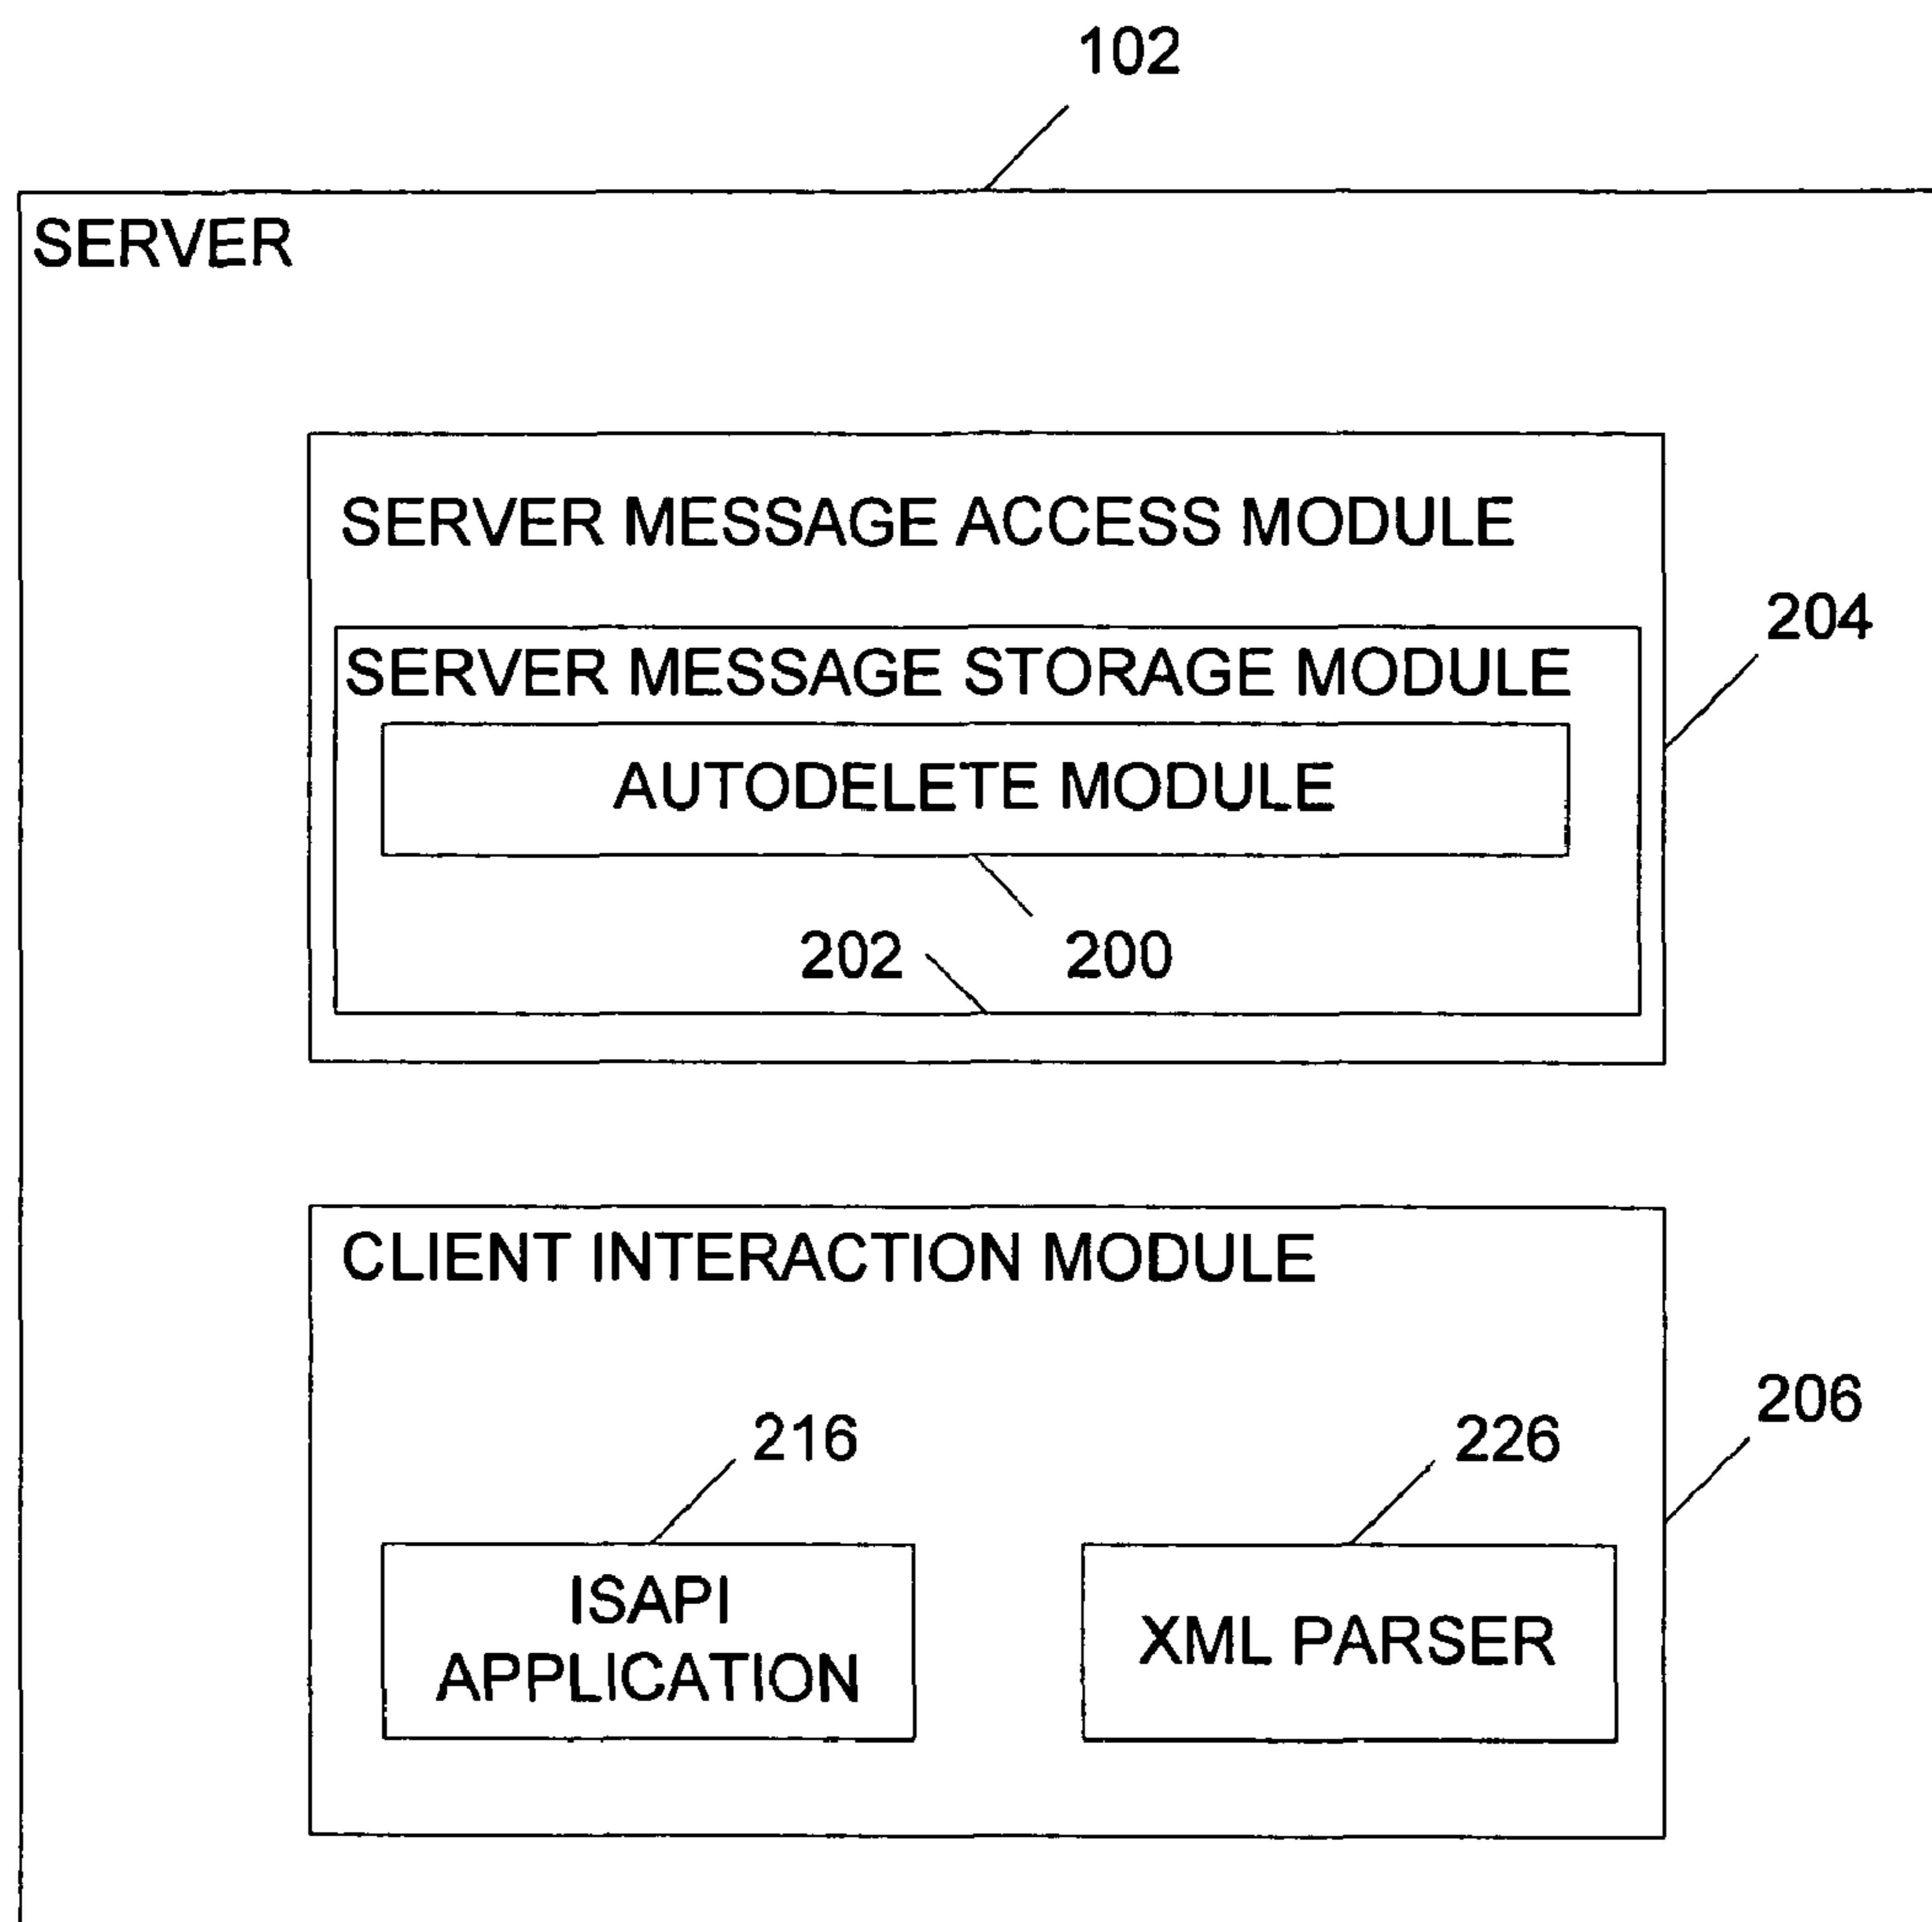 102
SERVER
SERVER MESSAGE ACCESS MODULE
204
SERVER MESSAGE STORAGE MODULE
AUTODELETE MODULE
202
200
CLIENT INTERACTION MODULE
206
216
226
ISAPI
APPLICATION
XML PARSER